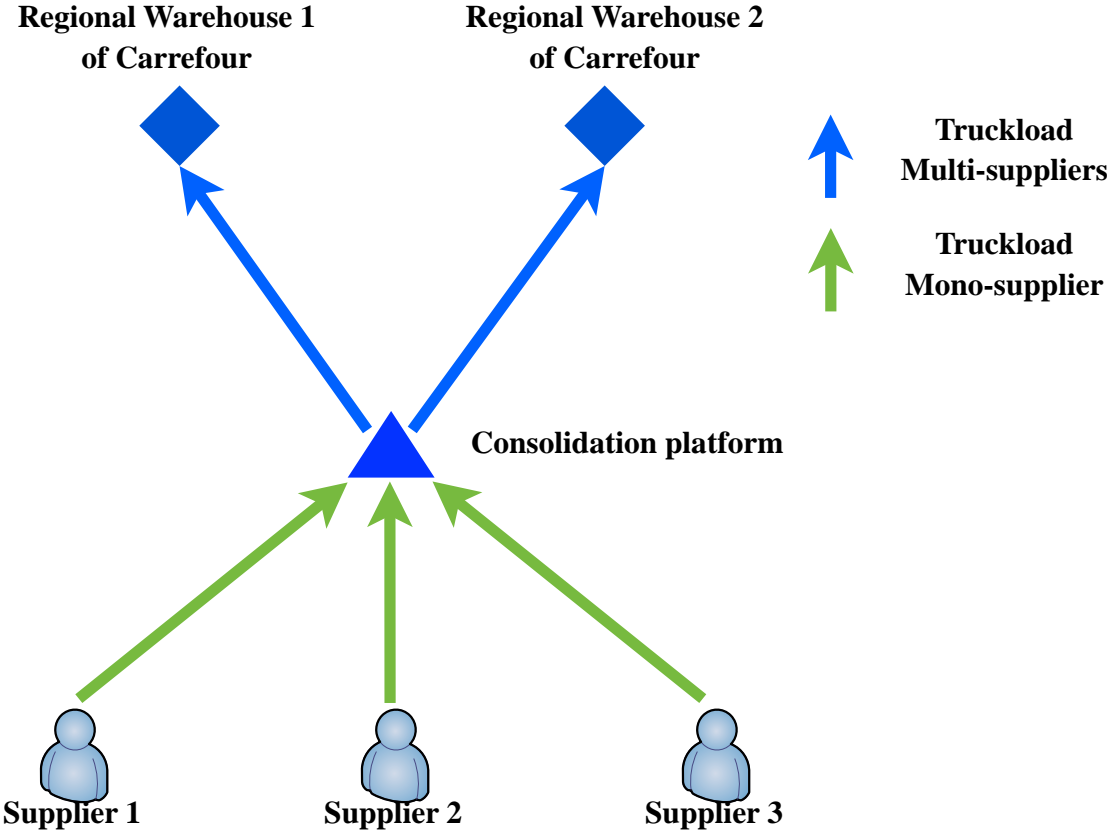 Regional Warehouse 1
of Carrefour
Regional Warehouse 2
of Carrefour
Truckload
Multi-suppliers
Truckload
Mono-supplier
Consolidation platform
Supplier 1
Supplier 2
Supplier 3